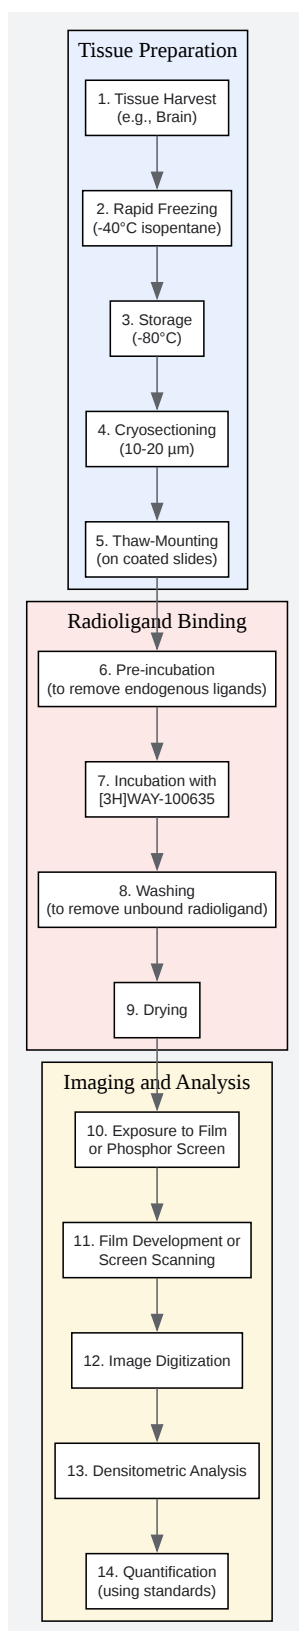 Tissue Preparation
1. Tissue Harvest
(e.g., Brain)
2. Rapid Freezing
(-40°C isopentane)
3. Storage
(-80°C)
4. Cryosectioning
(10-20 µm)
5. Thaw-Mounting
(on coated slides)
Radioligand Binding
6. Pre-incubation
(to remove endogenous ligands)
7. Incubation with
[3H]WAY-100635
8. Washing
(to remove unbound radioligand)
9. Drying
Imaging and Analysis
10. Exposure to Film
or Phosphor Screen
11. Film Development or
Screen Scanning
12. Image Digitization
13. Densitometric Analysis
14. Quantification
(using standards)